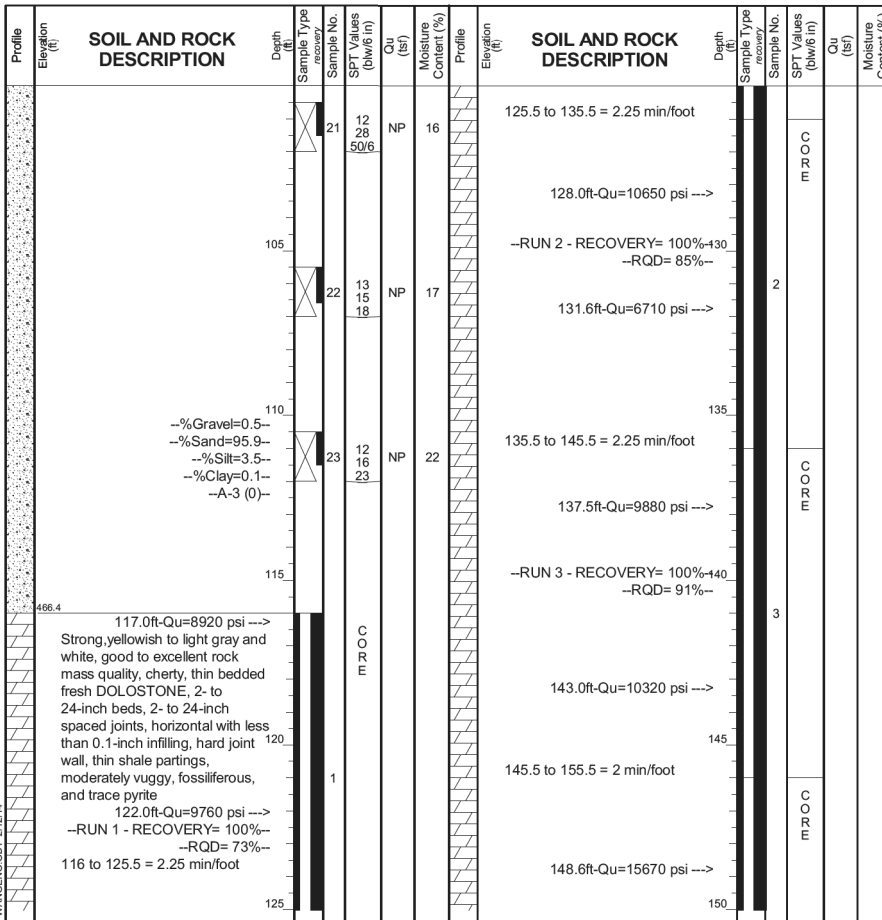 Profile
Elevation
(ft)
SOIL AND ROCK
DESCRIPTION
Depth
(ft)
Sample Type
recovery
Sample No.
SPT Values
(blw/6 in)
Qu
(tsf)
Moisture
Content (%)
21
12
28
50/6
NP
16
105
22
13
15
18
NP
17
110
--%Gravel=0.5--
--%Sand=95.9--
--%Silt=3.5--
--%Clay=0.1--
--A-3 (0)--
23
12
16
23
NP
22
115
466.4
117.0ft-Qu=8920 psi --->
Strong,yellowish to light gray and
white, good to excellent rock
mass quality, cherty, thin bedded
fresh DOLOSTONE, 2- to
24-inch beds, 2- to 24-inch
spaced joints, horizontal with less
than 0.1-inch infilling, hard joint
wall, thin shale partings,
moderately vuggy, fossiliferous,
and trace pyrite
120
1
CORE
122.0ft-Qu=9760 psi --->
--RUN 1 - RECOVERY= 100%--
--RQD= 73%--
116 to 125.5 = 2.25 min/foot
125
Profile
Elevation
(ft)
SOIL AND ROCK
DESCRIPTION
Depth
(ft)
Sample Type
recovery
Sample No.
SPT Values
(blw/6 in)
Qu
(tsf)
Moisture
125.5 to 135.5 = 2.25 min/foot
CORE
128.0ft-Qu=10650 psi --->
--RUN 2 - RECOVERY= 100%--
130
--RQD= 85%--
2
131.6ft-Qu=6710 psi --->
135
135.5 to 145.5 = 2.25 min/foot
CORE
137.5ft-Qu=9880 psi --->
--RUN 3 - RECOVERY= 100%--
140
--RQD= 91%--
3
143.0ft-Qu=10320 psi --->
145
145.5 to 155.5 = 2 min/foot
CORE
148.6ft-Qu=15670 psi --->
150